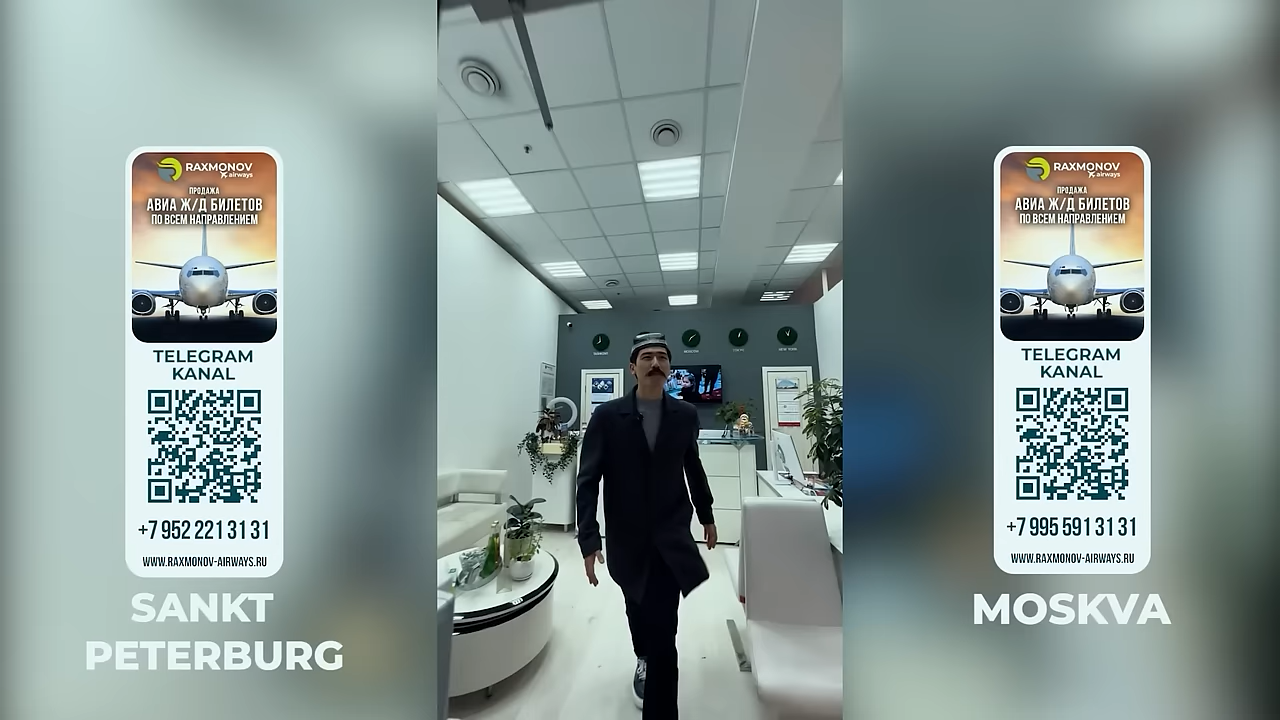 RAXMONOV
airways
ПРОДАЖА
АВИА Ж/Д БИЛЕТОВ
ПО ВСЕМ НАПРАВЛЕНИЕМ
TELEGRAM
KANAL
+7 952 221 31 31
WWW.RAXMONOV-AIRWAYS.RU
SANKT
PETERBURG
RAXMONOV
airways
ПРОДАЖА
АВИА Ж/Д БИЛЕТОВ
ПО ВСЕМ НАПРАВЛЕНИЕМ
TELEGRAM
KANAL
+7 995 591 31 31
WWW.RAXMONOV-AIRWAYS.RU
MOSKVA